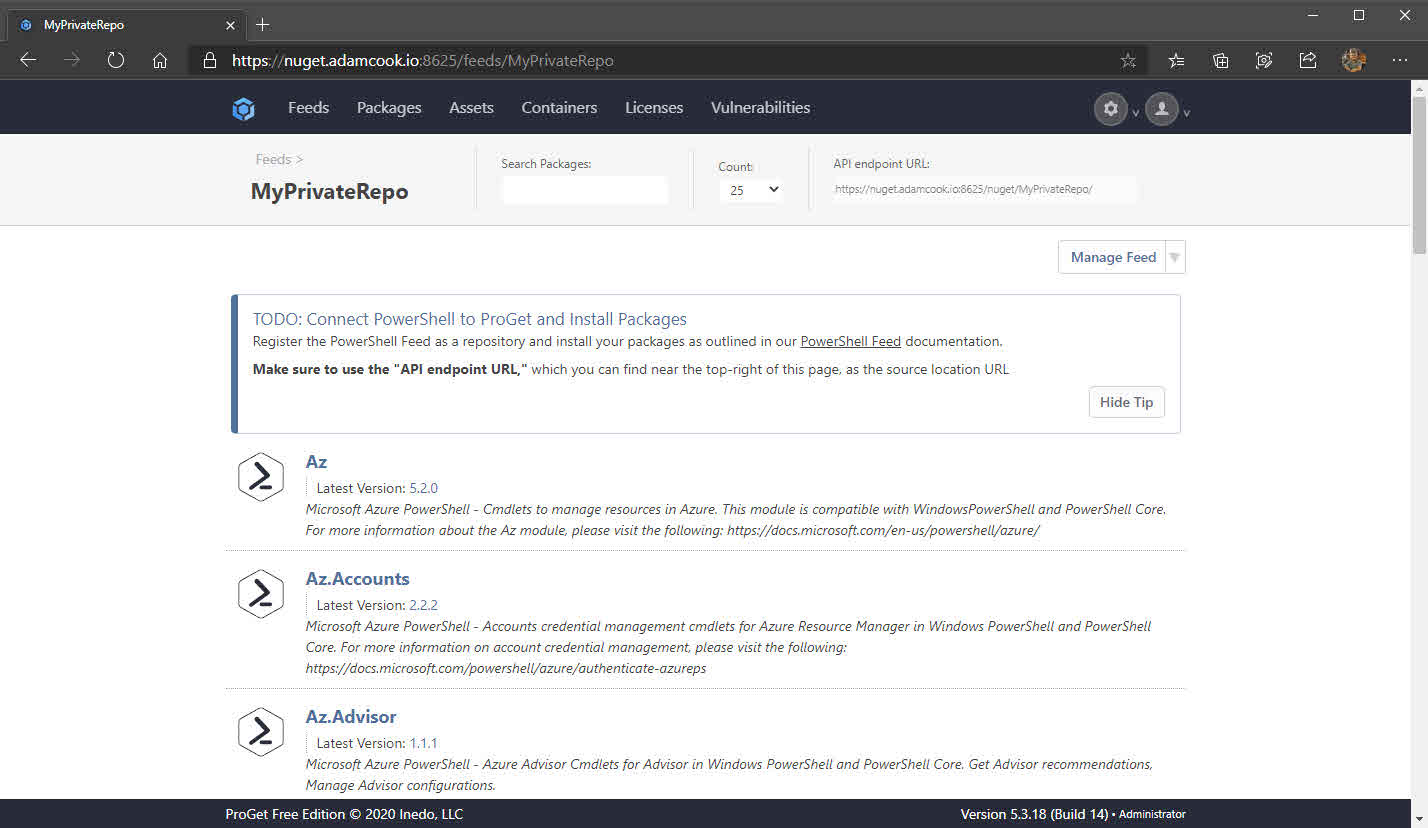 MyPrivateRepo
https://nuget.adamcook.io:8625/feeds/MyPrivateRepo
Feeds Packages Assets Containers Licenses Vulnerabilities
Feeds >
MyPrivateRepo
Search Packages:
Count:
25
API endpoint URL:
https://nuget.adamcook.io:8625/nuget/MyPrivateRepo/
Manage Feed
TODO: Connect PowerShell to ProGet and Install Packages
Register the PowerShell Feed as a repository and install your packages as outlined in our PowerShell Feed documentation.
Make sure to use the "API endpoint URL," which you can find near the top-right of this page, as the source location URL
Hide Tip
Az
Latest Version: 5.2.0
Microsoft Azure PowerShell - Cmdlets to manage resources in Azure. This module is compatible with WindowsPowerShell and PowerShell Core.
For more information about the Az module, please visit the following: https://docs.microsoft.com/en-us/powershell/azure/
Az.Accounts
Latest Version: 2.2.2
Microsoft Azure PowerShell - Accounts credential management cmdlets for Azure Resource Manager in Windows PowerShell and PowerShell
Core. For more information on account credential management, please visit the following:
https://docs.microsoft.com/powershell/azure/authenticate-azureps
Az.Advisor
Latest Version: 1.1.1
Microsoft Azure PowerShell - Azure Advisor Cmdlets for Advisor in Windows PowerShell and PowerShell Core. Get Advisor recommendations,
Manage Advisor configurations.
ProGet Free Edition © 2020 Inedo, LLC
Version 5.3.18 (Build 14) • Administrator